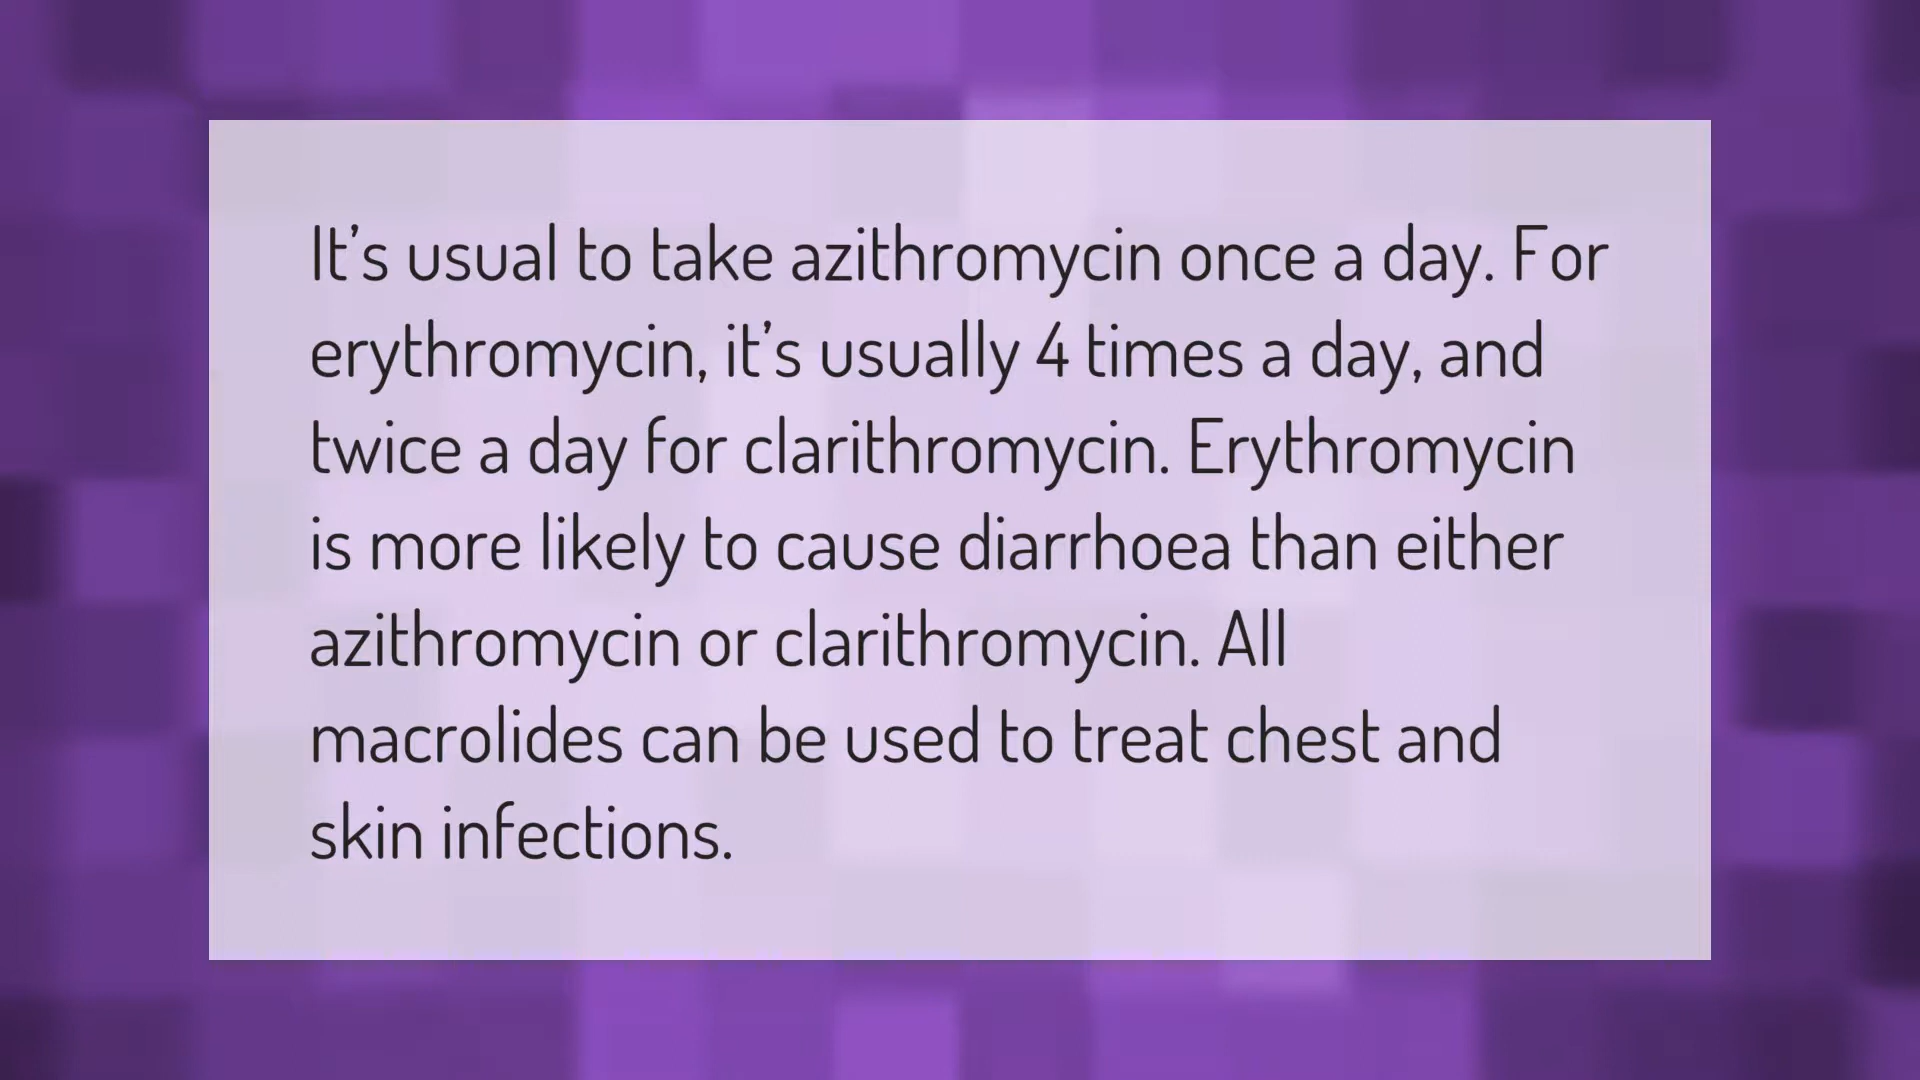 It’s usual to take azithromycin once a day. For
erythromycin, it’s usually 4 times a day, and
twice a day for clarithromycin. Erythromycin
is more likely to cause diarrhoea than either
azithromycin or clarithromycin. All
macrolides can be used to treat chest and
skin infections.